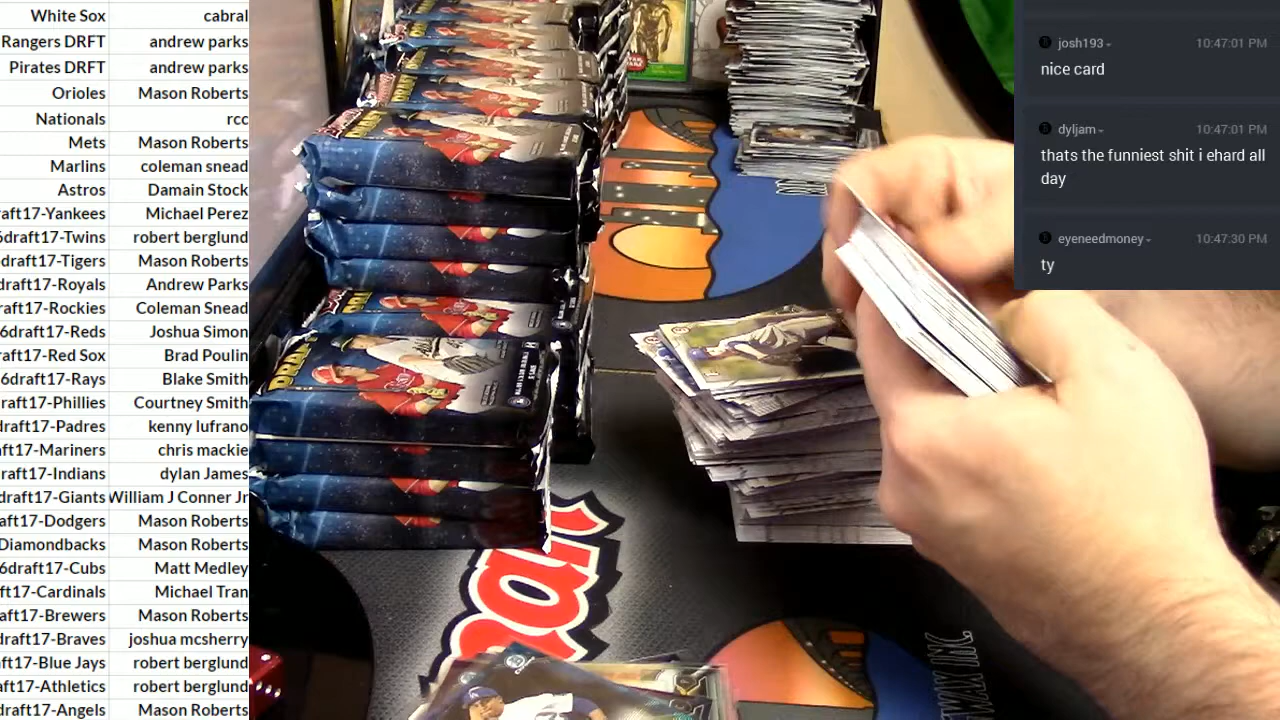 White Sox cabral
Rangers DRFT andrew parks
Pirates DRFT andrew parks
Orioles Mason Roberts
Nationals rcc
Mets Mason Roberts
Marlins coleman snead
Astros Damain Stock
raft17-Yankees Michael Perez
6draft17-Twins robert berglund
draft17-Tigers Mason Roberts
draft17-Royals Andrew Parks
raft17-Rockies Coleman Snead
6draft17-Reds Joshua Simon
raft17-Red Sox Brad Poulin
6draft17-Rays Blake Smith
raft17-Phillies Courtney Smith
draft17-Padres kenny lufrano
raft17-Mariners chris mackie
draft17-Indians dylan James
draft17-Giants William J Conner Jr
aft17-Dodgers Mason Roberts
Diamondbacks Mason Roberts
6draft17-Cubs Matt Medley
ft17-Cardinals Michael Tran
raft17-Brewers Mason Roberts
draft17-Braves joshua mcsherry
aft17-Blue Jays robert berglund
aft17-Athletics robert berglund
raft17-Angels Mason Roberts
josh193 10:47:01 PM
nice card
dyljam 10:47:01 PM
thats the funniest shit i ehard all
day
eyeneedmoney 10:47:30 PM
ty
DRAFT
WAX INC